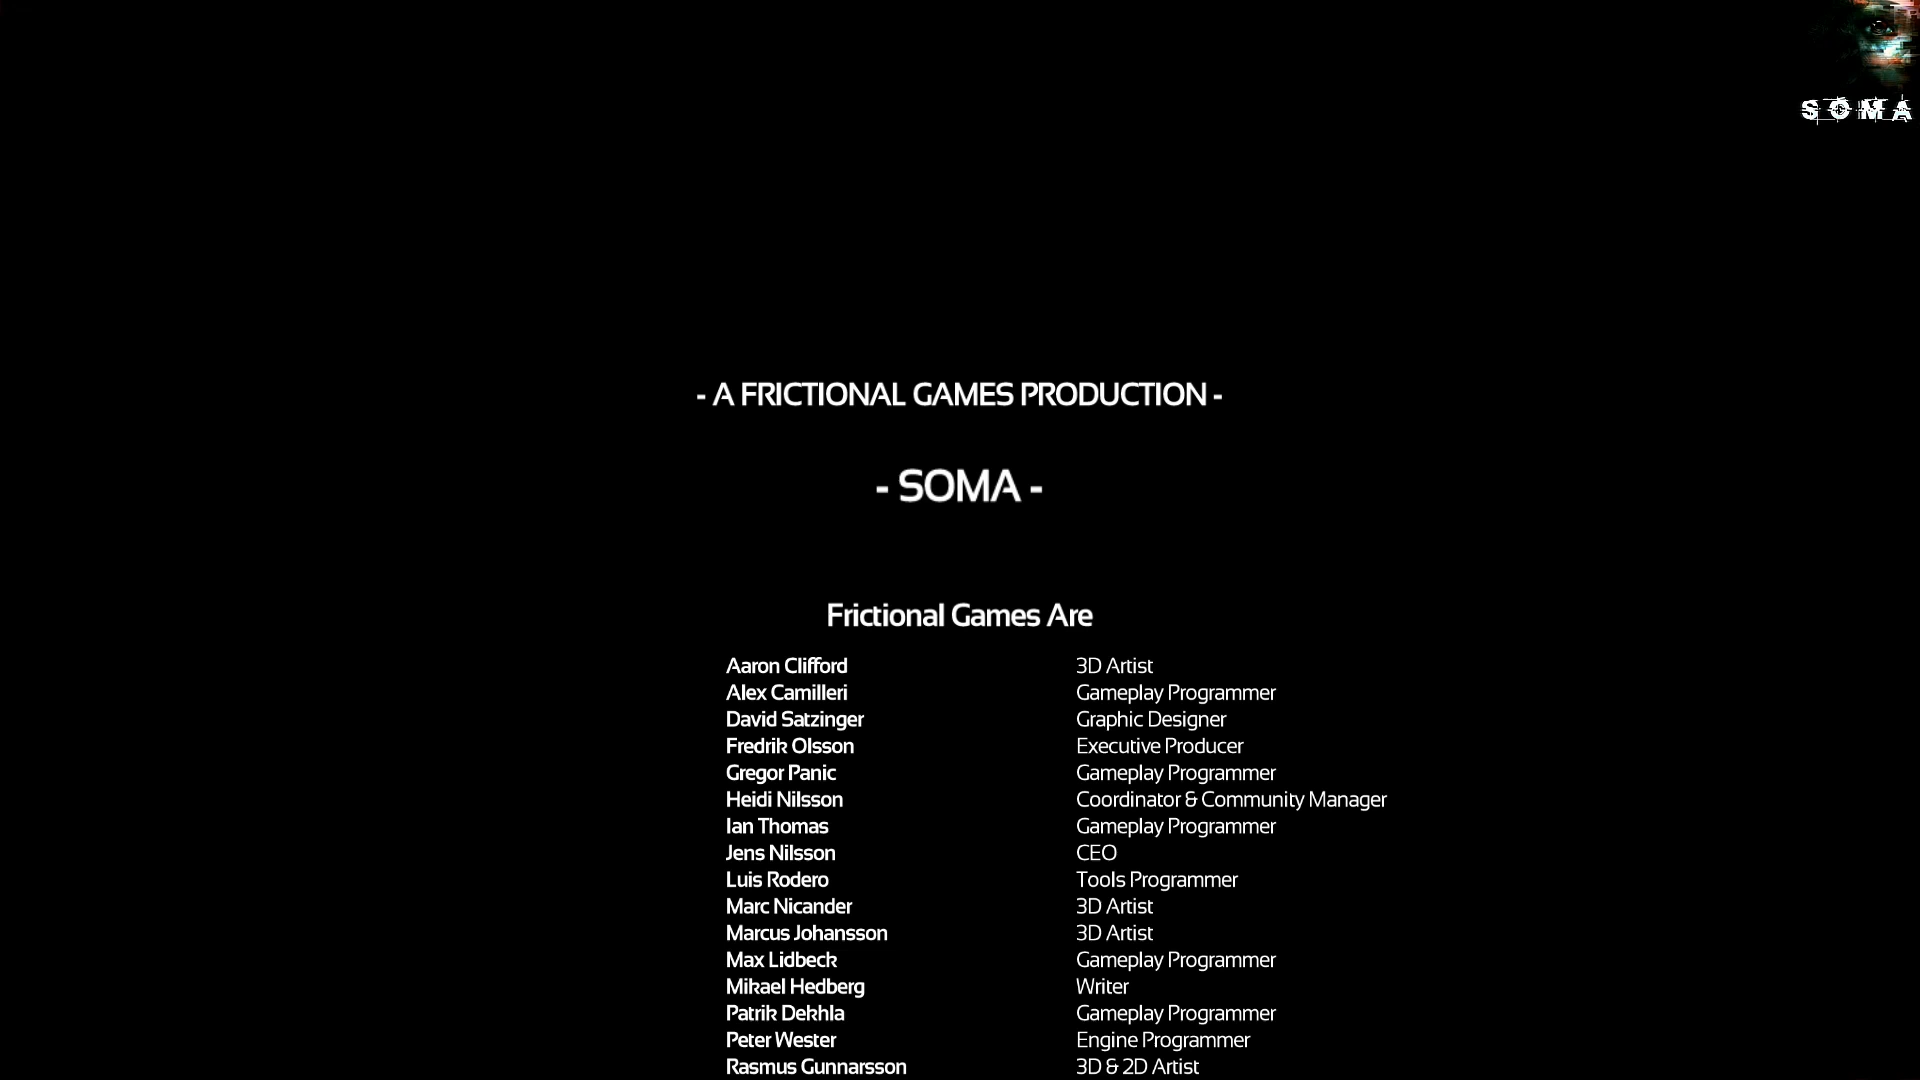 SOMA
- A FRICTIONAL GAMES PRODUCTION -
- SOMA -
Frictional Games Are
Aaron Clifford 3D Artist
Alex Camilleri Gameplay Programmer
David Satzinger Graphic Designer
Fredrik Olsson Executive Producer
Gregor Panic Gameplay Programmer
Heidi Nilsson Coordinator & Community Manager
Ian Thomas Gameplay Programmer
Jens Nilsson CEO
Luis Rodero Tools Programmer
Marc Nicander 3D Artist
Marcus Johansson 3D Artist
Max Lidbeck Gameplay Programmer
Mikael Hedberg Writer
Patrik Dekhla Gameplay Programmer
Peter Wester Engine Programmer
Rasmus Gunnarsson 3D & 2D Artist